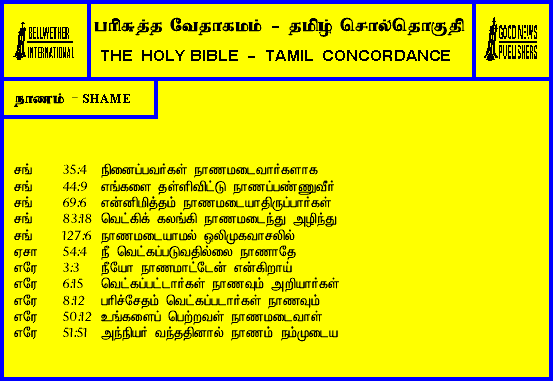 BELLWETHER
INTERNATIONAL
பரிசுத்த வேதாகமம் - தமிழ் சொல்தொகுதி
THE HOLY BIBLE - TAMIL CONCORDANCE
GOOD NEWS
PUBLISHERS
நாணம் - SHAME
சங் 35:4 நினைப்பவர்கள் நாணமடைவார்களாக
சங் 44:9 எங்களை தள்ளிவிட்டு நாணப்பண்ணுவீர்
சங் 69:6 என்னிமித்தம் நாணமடையாதிருப்பார்கள்
சங் 83:18 வெட்கிக் கலங்கி நாணமடைந்து அழிந்து
சங் 127:6 நாணமடையாமல் ஒலிமுகவாசலில்
ஏசா 54:4 நீ வெட்கப்படுவதில்லை நாணாதே
எரே 3:3 நீயோ நாணமாட்டேன் என்கிறாய்
எரே 6:15 வெட்கப்பட்டார்கள் நாணவும் அறியார்கள்
எரே 8:12 பரிச்சேதம் வெட்கப்படார்கள் நாணவும்
எரே 50:12 உங்களைப் பெற்றவள் நாணமடைவாள்
எரே 51:51 அந்நியர் வந்ததினால் நாணம் நம்முடைய